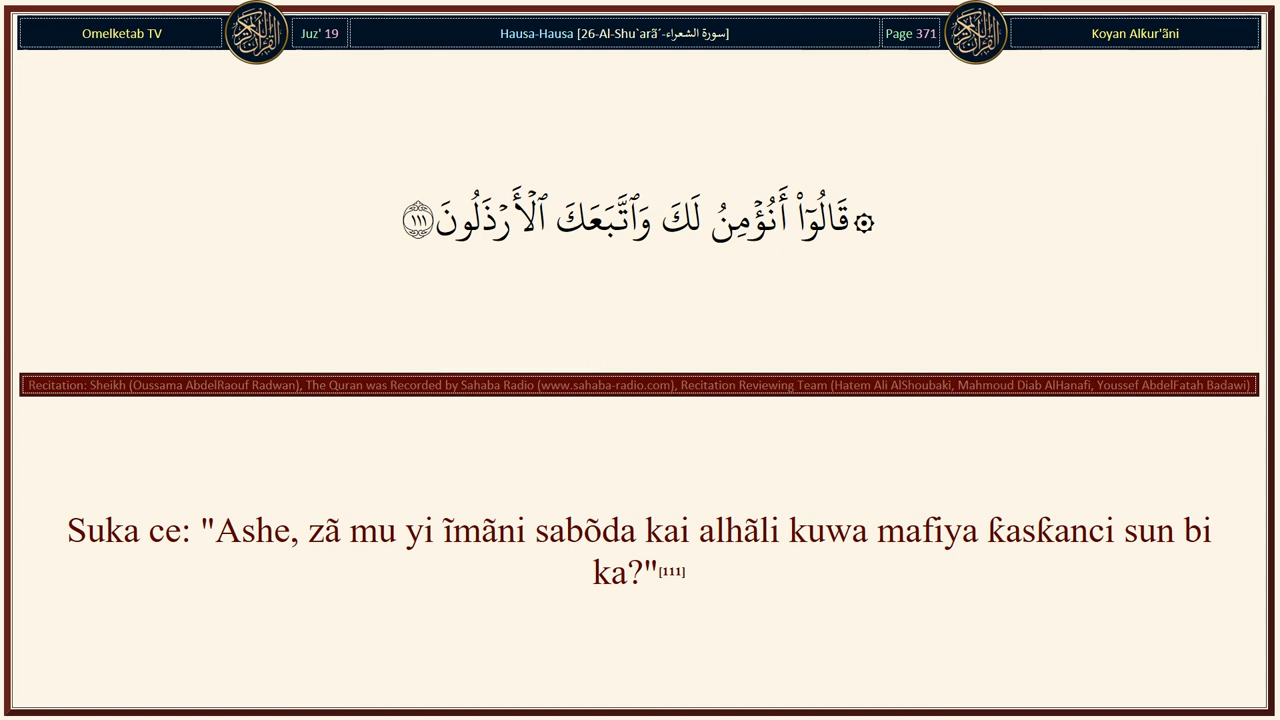 Omelketab TV
Juz' 19
Hausa-Hausa [26-Al-Shu`arã´-سورة الشعراء]
Page 371
Koyan Alƙur'ãni
۞ قَالُوٓاْ أَنُؤۡمِنُ لَكَ وَٱتَّبَعَكَ ٱلۡأَرۡذَلُونَ ١١١
Recitation: Sheikh (Oussama AbdelRaouf Radwan), The Quran was Recorded by Sahaba Radio (www.sahaba-radio.com), Recitation Reviewing Team (Hatem Ali AlShoubaki, Mahmoud Diab AlHanafi, Youssef AbdelFatah Badawi)
Suka ce: "Ashe, zã mu yi ĩmãni sabõda kai alhãli kuwa mafiya ƙasƙanci sun bi
ka?"[111]